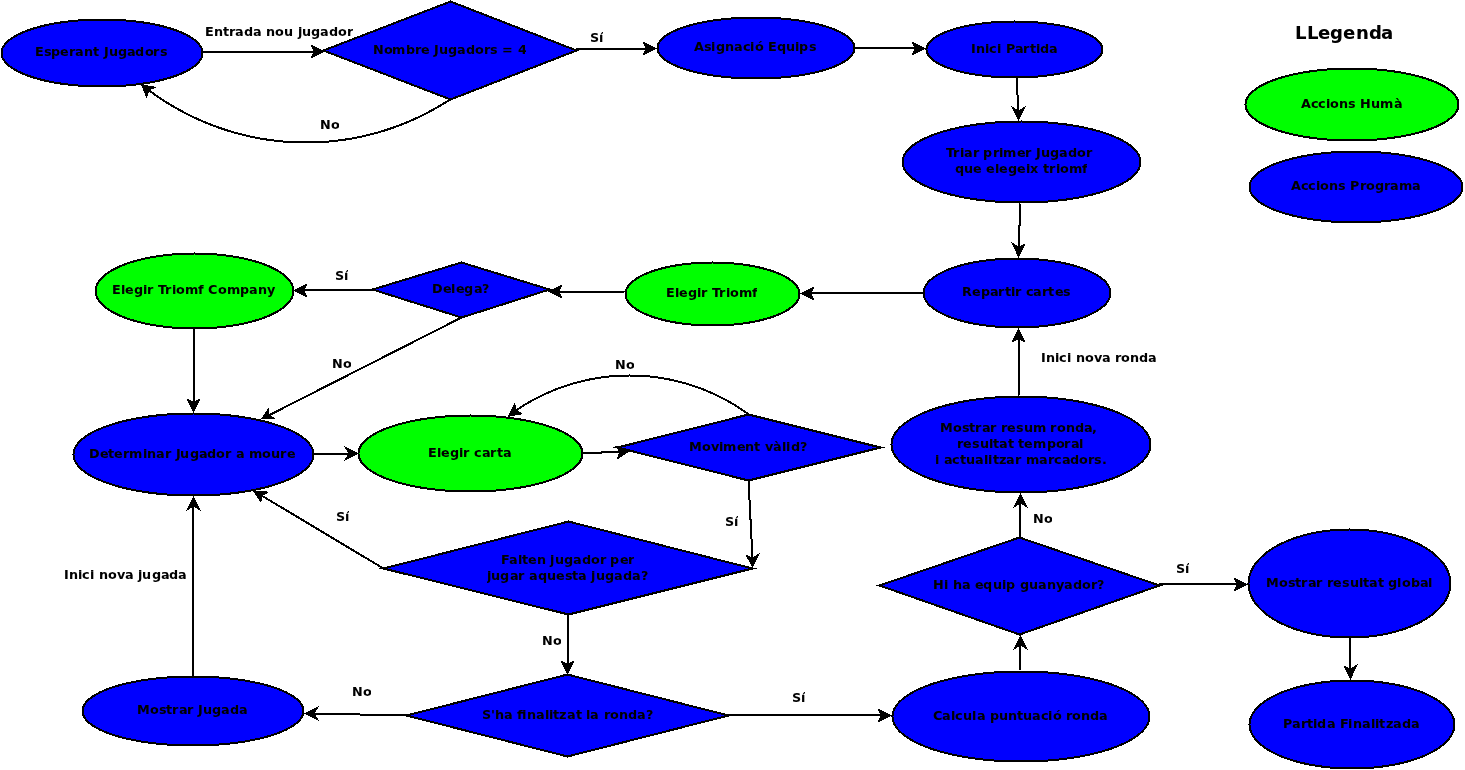 Esperant Jugadors
Entrada nou jugador
Nombre jugadors = 4
Sí
No
Asignació Equips
Inici Partida
LLegenda
Accions Humà
Accions Programa
Triar primer jugador
que elegeix triomf
Repartir cartes
Elegir Triomf
Delega?
Sí
Elegir Triomf Company
No
Inici nova ronda
Determinar jugador a moure
Elegir carta
No
Moviment vàlid?
Mostrar resum ronda,
resultat temporal
i actualitzar marcadors.
Sí
Sí
Falten jugador per
jugar aquesta jugada?
No
Hi ha equip guanyador?
Sí
Mostrar resultat global
Inici nova jugada
No
Mostrar jugada
No
S'ha finalitzat la ronda?
Sí
Calcula puntuació ronda
Partida Finalitzada